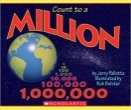 Count to a
MILLION
by Jerry Pallotta
Illustrated by
Rob Bolster
10
100
1,000
10,000
100,000
1,000,000
SCHOLASTIC